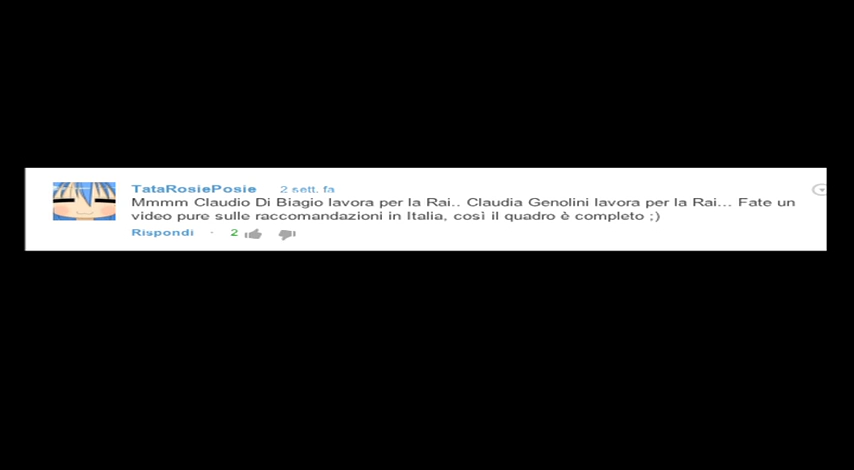 TataRosiePosie 2 sett. fa
Mmmm Claudio Di Biagio lavora per la Rai.. Claudia Genolini lavora per la Rai... Fate un
video pure sulle raccomandazioni in Italia, così il quadro è completo ;)
Rispondi · 2